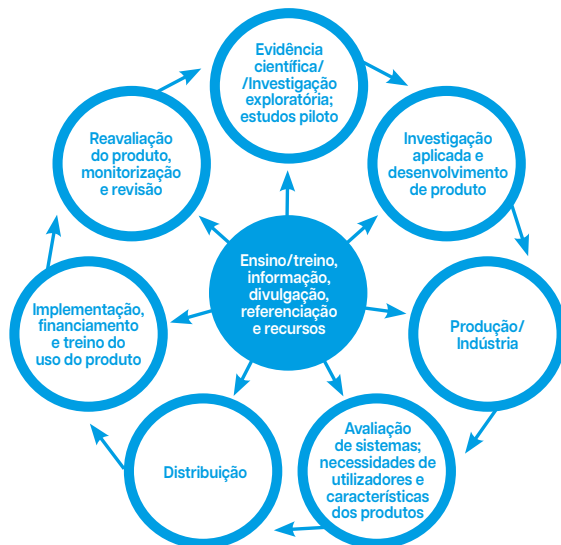 Evidência
científica/
/Investigação
exploratória;
estudos piloto
Investigação
aplicada e
desenvolvimento
de produto
Produção/
Indústria
Avaliação
de sistemas;
necessidades de
utilizadores e
características
dos produtos
Distribuição
Implementação,
financiamento
e treino do
uso do produto
Reavaliação
do produto,
monitorização
e revisão
Ensino/treino,
informação,
divulgação,
referenciação
e recursos